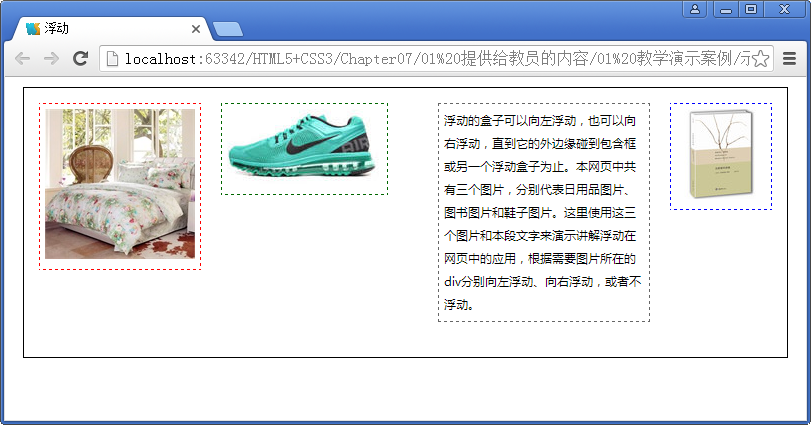 浮动
localhost:63342/HTML5+CSS3/Chapter07/01%20提供给教员的内容/01%20教学演示案例/示
浮动的盒子可以向左浮动，也可以向
右浮动，直到它的外边缘碰到包含框
或另一个浮动盒子为止。本网页中共
有三个图片，分别代表日用品图片、
图书图片和鞋子图片。这里使用这三
个图片和本段文字来演示讲解浮动在
网页中的应用，根据需要图片所在的
div分别向左浮动、向右浮动，或者不
浮动。